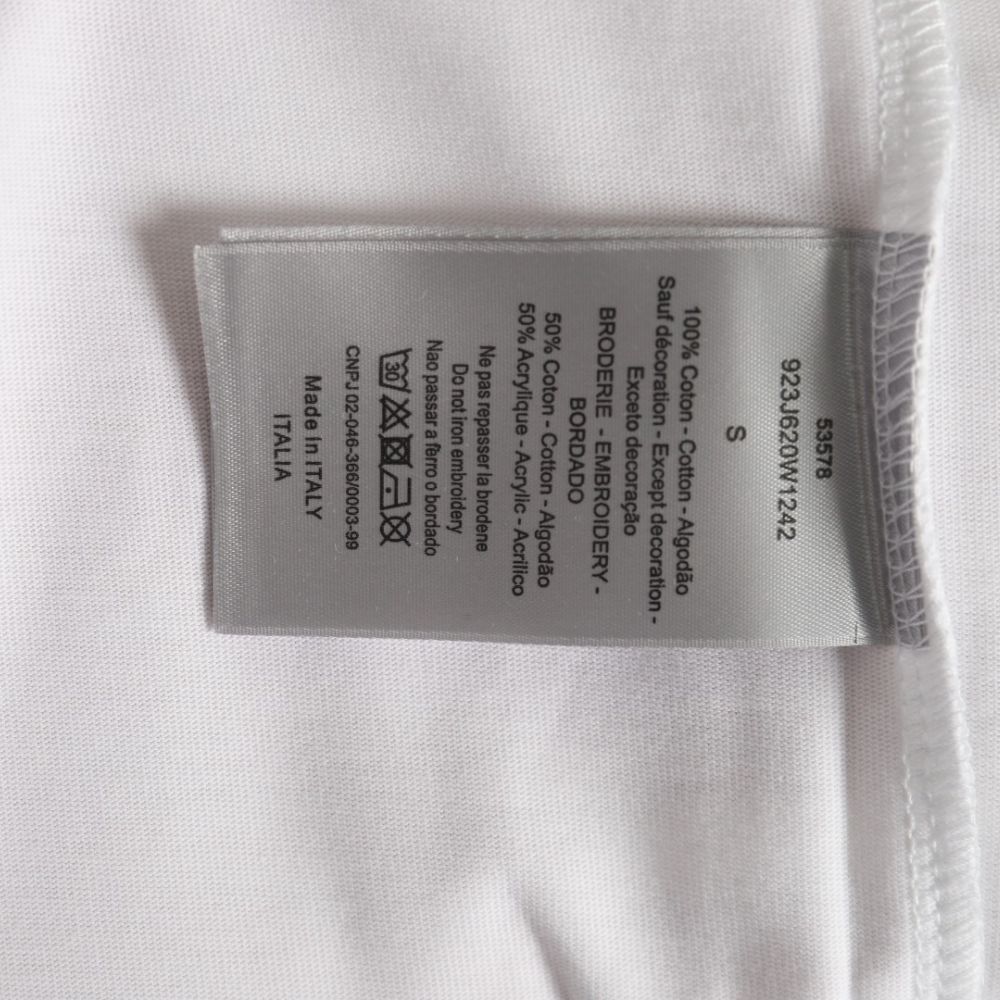 53578
923J620W1242
S
100% Coton - Cotton - Algodão
Sauf décoration - Except decoration -
Exceto decoração
BRODERIE - EMBROIDERY -
BORDADO
50% Coton - Cotton - Algodão
50% Acrylique - Acrylic - Acrilico
Ne pas repasser la brodene
Do not iron embroidery
Nao passar a fèrro o bordado
30
CNPJ 02-046-366/0003-99
Made in ITALY
ITALIA